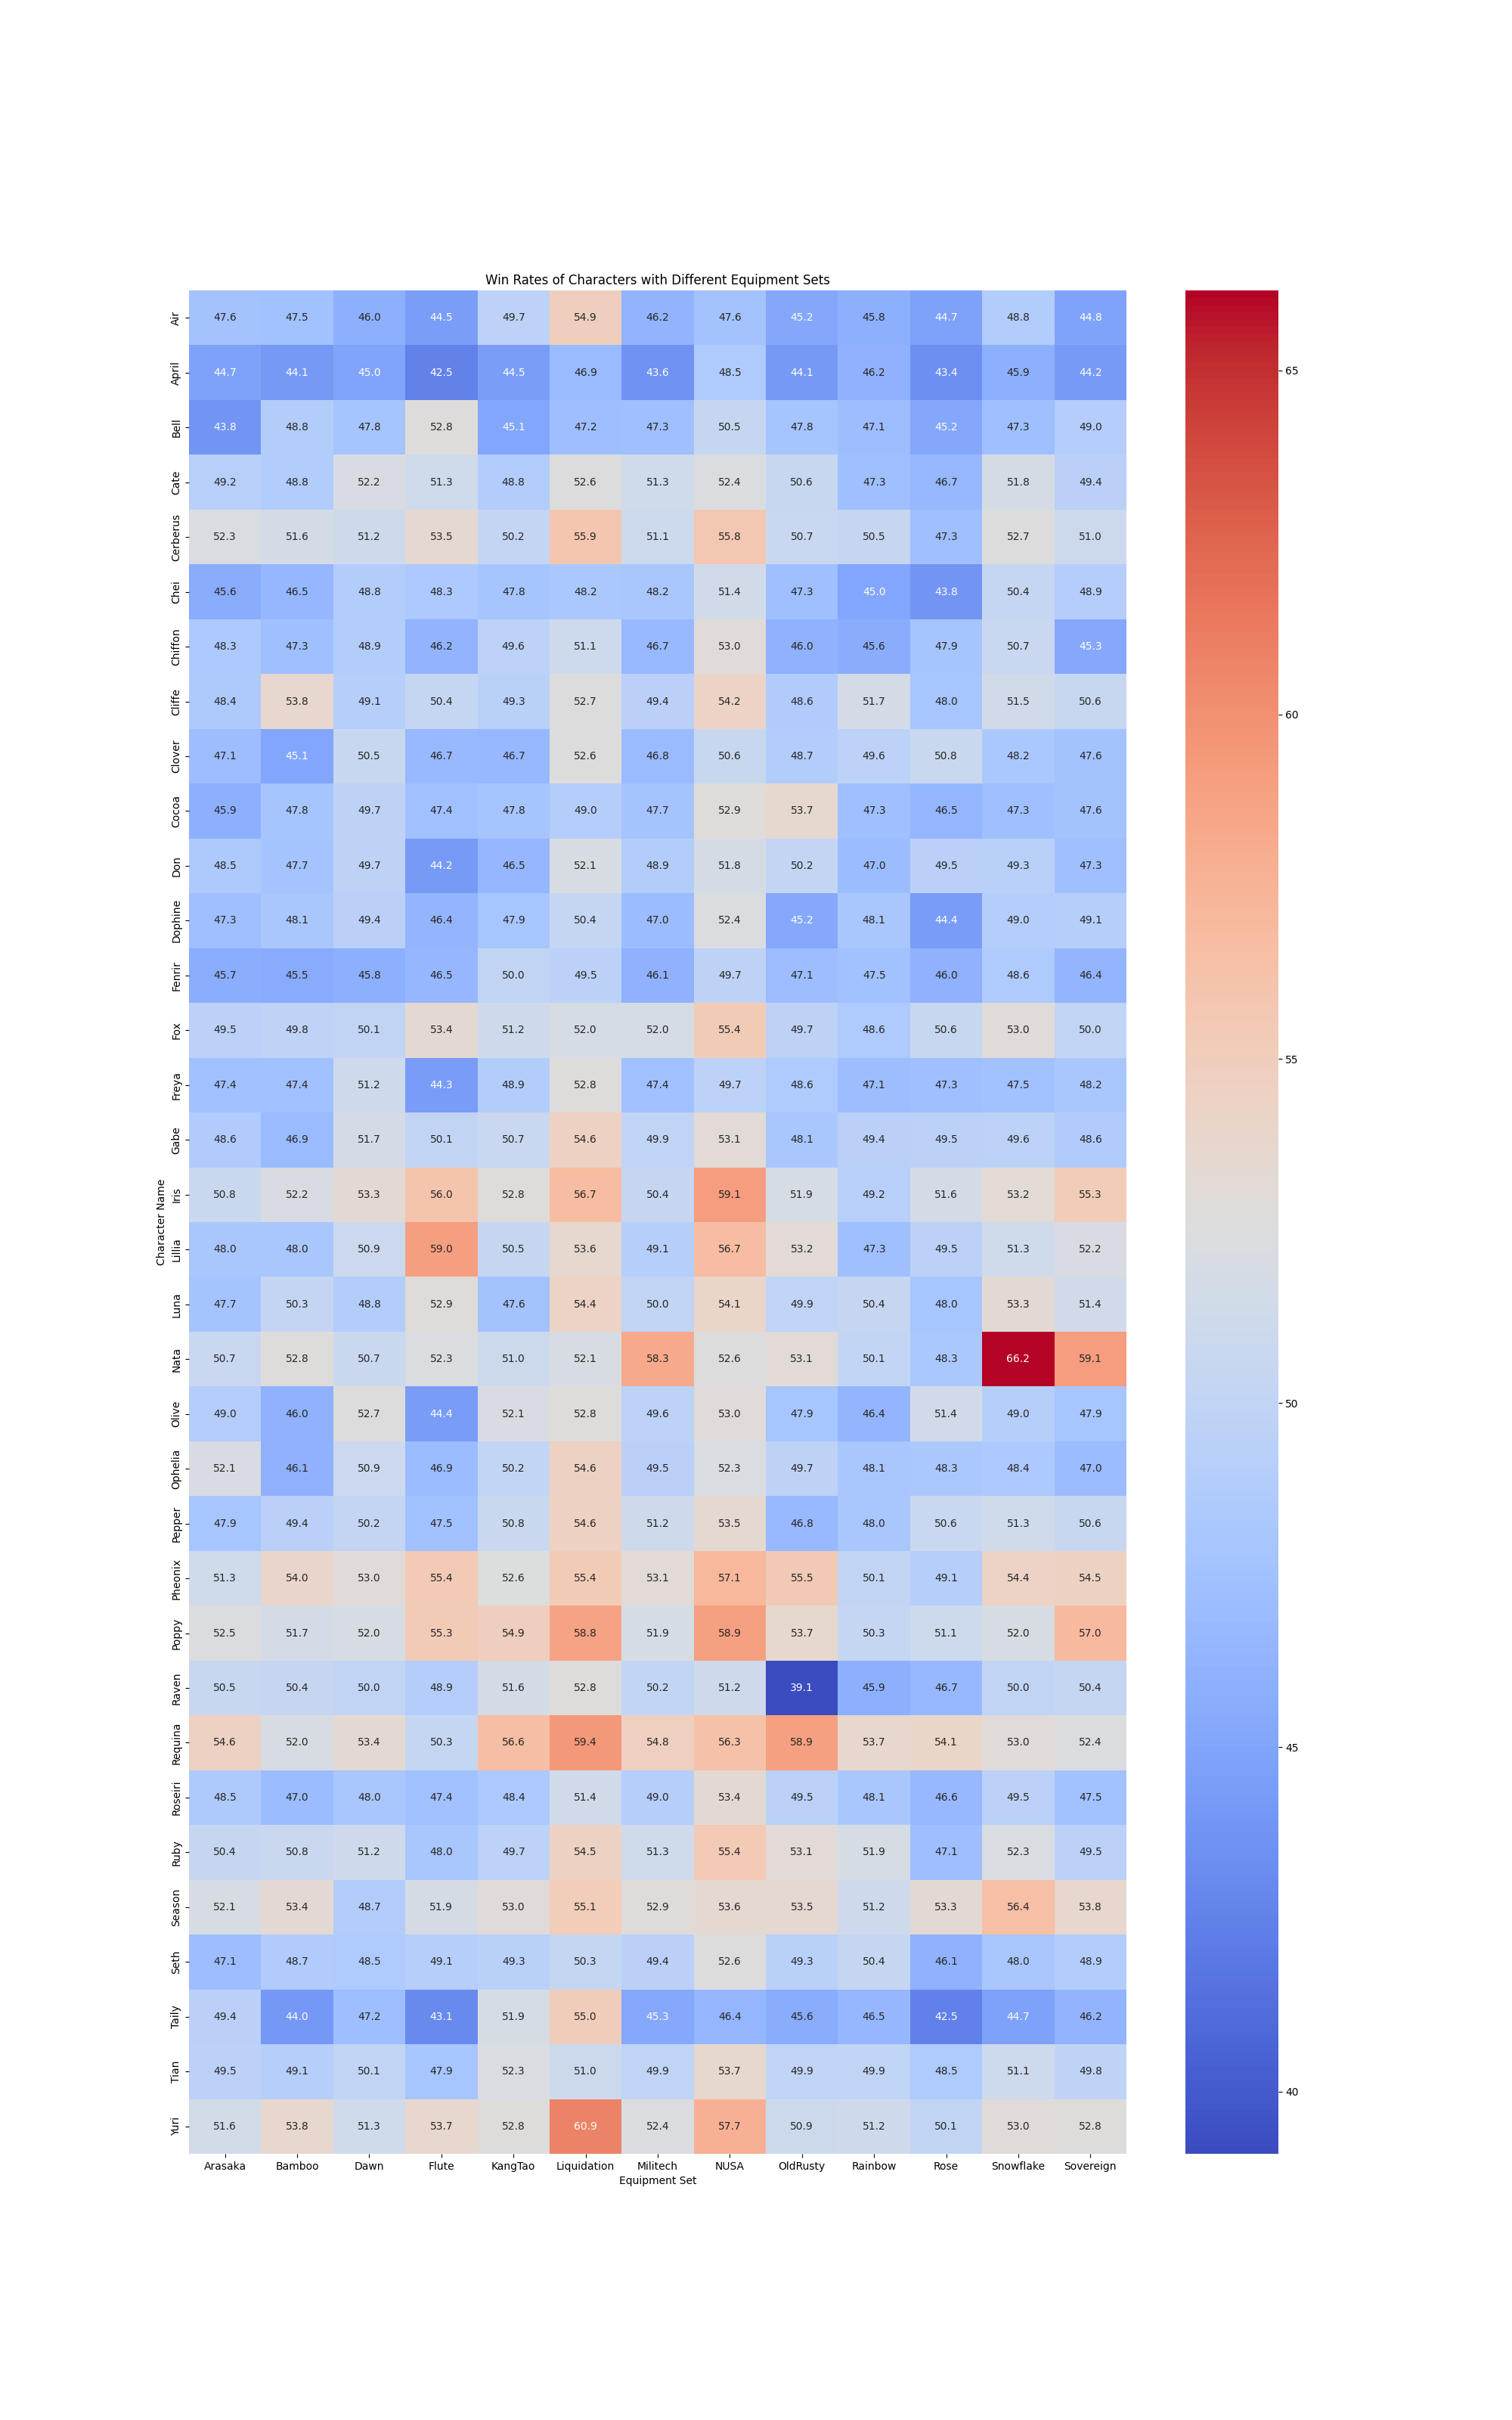 Win Rates of Characters with Different Equipment Sets
Air 47.6 47.5 46.0 44.5 49.7 54.9 46.2 47.6 45.2 45.8 44.7 48.8 44.8
65
April 44.7 44.1 45.0 42.5 44.5 46.9 43.6 48.5 44.1 46.2 43.4 45.9 44.2
Bell 43.8 48.8 47.8 52.8 45.1 47.2 47.3 50.5 47.8 47.1 45.2 47.3 49.0
Cate 49.2 48.8 52.2 51.3 48.8 52.6 51.3 52.4 50.6 47.3 46.7 51.8 49.4
Cerberus 52.3 51.6 51.2 53.5 50.2 55.9 51.1 55.8 50.7 50.5 47.3 52.7 51.0
Chei 45.6 46.5 48.8 48.3 47.8 48.2 48.2 51.4 47.3 45.0 43.8 50.4 48.9
Chiffon 48.3 47.3 48.9 46.2 49.6 51.1 46.7 53.0 46.0 45.6 47.9 50.7 45.3
Cliffe 48.4 53.8 49.1 50.4 49.3 52.7 49.4 54.2 48.6 51.7 48.0 51.5 50.6
60
Clover 47.1 45.1 50.5 46.7 46.7 52.6 46.8 50.6 48.7 49.6 50.8 48.2 47.6
Cocoa 45.9 47.8 49.7 47.4 47.8 49.0 47.7 52.9 53.7 47.3 46.5 47.3 47.6
Don 48.5 47.7 49.7 44.2 46.5 52.1 48.9 51.8 50.2 47.0 49.5 49.3 47.3
Dophine 47.3 48.1 49.4 46.4 47.9 50.4 47.0 52.4 45.2 48.1 44.4 49.0 49.1
Fenrir 45.7 45.5 45.8 46.5 50.0 49.5 46.1 49.7 47.1 47.5 46.0 48.6 46.4
Fox 49.5 49.8 50.1 53.4 51.2 52.0 52.0 55.4 49.7 48.6 50.6 53.0 50.0
55
Freya 47.4 47.4 51.2 44.3 48.9 52.8 47.4 49.7 48.6 47.1 47.3 47.5 48.2
Gabe 48.6 46.9 51.7 50.1 50.7 54.6 49.9 53.1 48.1 49.4 49.5 49.6 48.6
Iris 50.8 52.2 53.3 56.0 52.8 56.7 50.4 59.1 51.9 49.2 51.6 53.2 55.3
Character Name
Lillia 48.0 48.0 50.9 59.0 50.5 53.6 49.1 56.7 53.2 47.3 49.5 51.3 52.2
Luna 47.7 50.3 48.8 52.9 47.6 54.4 50.0 54.1 49.9 50.4 48.0 53.3 51.4
Nata 50.7 52.8 50.7 52.3 51.0 52.1 58.3 52.6 53.1 50.1 48.3 66.2 59.1
50
Olive 49.0 46.0 52.7 44.4 52.1 52.8 49.6 53.0 47.9 46.4 51.4 49.0 47.9
Ophelia 52.1 46.1 50.9 46.9 50.2 54.6 49.5 52.3 49.7 48.1 48.3 48.4 47.0
Pepper 47.9 49.4 50.2 47.5 50.8 54.6 51.2 53.5 46.8 48.0 50.6 51.3 50.6
Pheonix 51.3 54.0 53.0 55.4 52.6 55.4 53.1 57.1 55.5 50.1 49.1 54.4 54.5
Poppy 52.5 51.7 52.0 55.3 54.9 58.8 51.9 58.9 53.7 50.3 51.1 52.0 57.0
Raven 50.5 50.4 50.0 48.9 51.6 52.8 50.2 51.2 39.1 45.9 46.7 50.0 50.4
Requina 54.6 52.0 53.4 50.3 56.6 59.4 54.8 56.3 58.9 53.7 54.1 53.0 52.4
45
Roseiri 48.5 47.0 48.0 47.4 48.4 51.4 49.0 53.4 49.5 48.1 46.6 49.5 47.5
Ruby 50.4 50.8 51.2 48.0 49.7 54.5 51.3 55.4 53.1 51.9 47.1 52.3 49.5
Season 52.1 53.4 48.7 51.9 53.0 55.1 52.9 53.6 53.5 51.2 53.3 56.4 53.8
Seth 47.1 48.7 48.5 49.1 49.3 50.3 49.4 52.6 49.3 50.4 46.1 48.0 48.9
Taily 49.4 44.0 47.2 43.1 51.9 55.0 45.3 46.4 45.6 46.5 42.5 44.7 46.2
Tian 49.5 49.1 50.1 47.9 52.3 51.0 49.9 53.7 49.9 49.9 48.5 51.1 49.8
40
Yuri 51.6 53.8 51.3 53.7 52.8 60.9 52.4 57.7 50.9 51.2 50.1 53.0 52.8
Arasaka Bamboo Dawn Flute KangTao Liquidation Militech NUSA OldRusty Rainbow Rose Snowflake Sovereign
Equipment Set